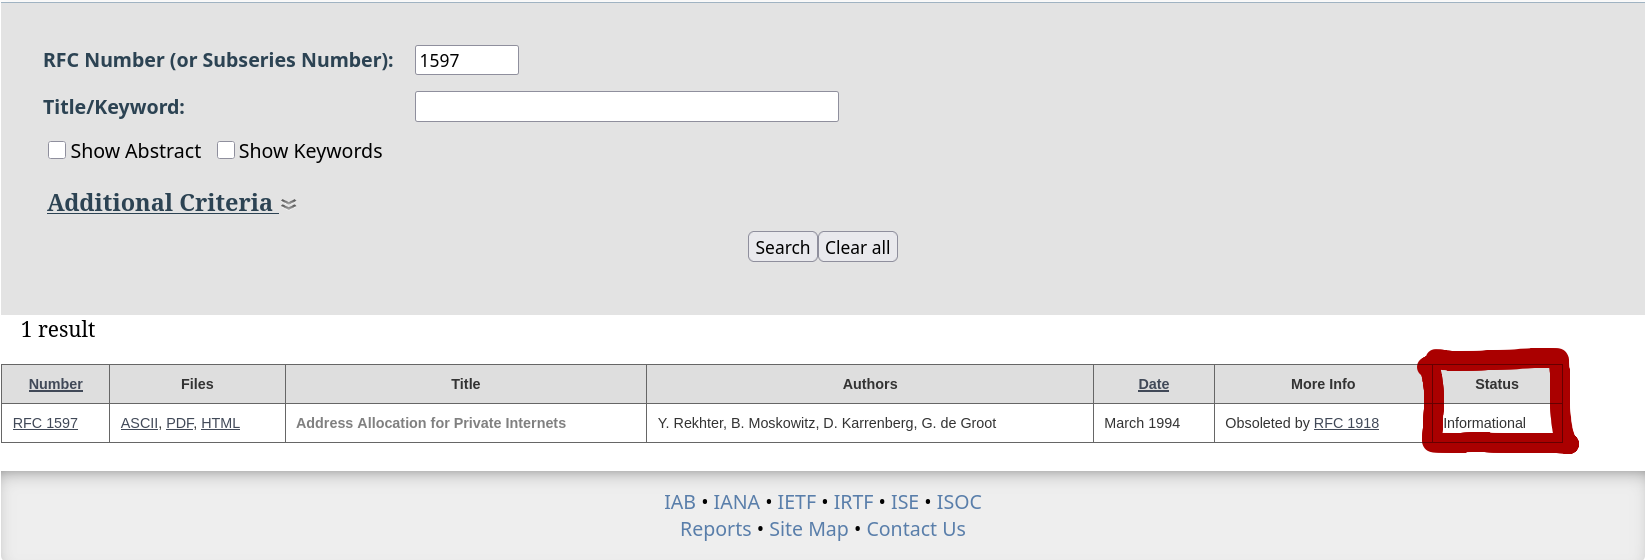 RFC Number (or Subseries Number): 1597
Title/Keyword:
Show Abstract Show Keywords
Additional Criteria
Search Clear all
1 result
Number Files Title Authors Date More Info Status
RFC 1597 ASCII, PDF, HTML Address Allocation for Private Internets Y. Rekhter, B. Moskowitz, D. Karrenberg, G. de Groot March 1994 Obsoleted by RFC 1918 Informational
IAB • IANA • IETF • IRTF • ISE • ISOC
Reports • Site Map • Contact Us